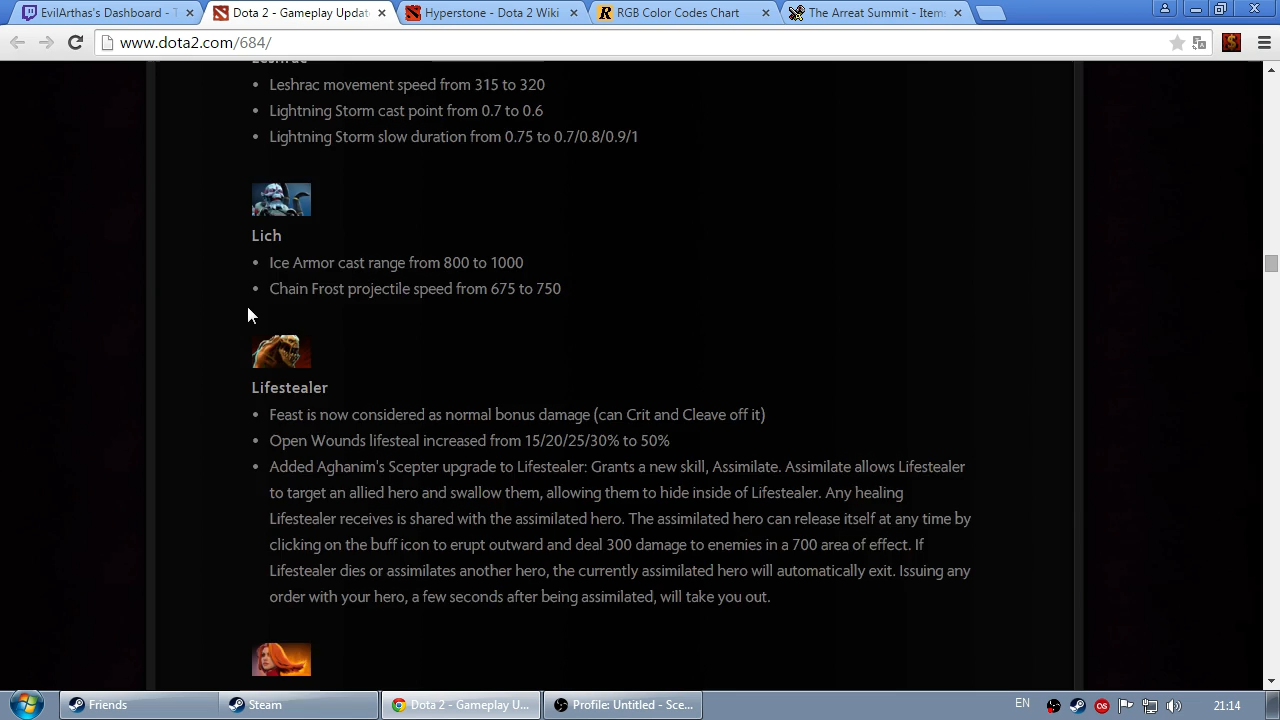 EvilArthas's Dashboard - T
Dota 2 - Gameplay Updat
Hyperstone - Dota 2 Wiki
RGB Color Codes Chart
The Arreat Summit - Item
www.dota2.com/684/
Leshrac
• Leshrac movement speed from 315 to 320
• Lightning Storm cast point from 0.7 to 0.6
• Lightning Storm slow duration from 0.75 to 0.7/0.8/0.9/1
Lich
• Ice Armor cast range from 800 to 1000
• Chain Frost projectile speed from 675 to 750
Lifestealer
• Feast is now considered as normal bonus damage (can Crit and Cleave off it)
• Open Wounds lifesteal increased from 15/20/25/30% to 50%
• Added Aghanim's Scepter upgrade to Lifestealer: Grants a new skill, Assimilate. Assimilate allows Lifestealer
to target an allied hero and swallow them, allowing them to hide inside of Lifestealer. Any healing
Lifestealer receives is shared with the assimilated hero. The assimilated hero can release itself at any time by
clicking on the buff icon to erupt outward and deal 300 damage to enemies in a 700 area of effect. If
Lifestealer dies or assimilates another hero, the currently assimilated hero will automatically exit. Issuing any
order with your hero, a few seconds after being assimilated, will take you out.
Friends
Steam
Dota 2 - Gameplay U...
Profile: Untitled - Sce...
EN
21:14